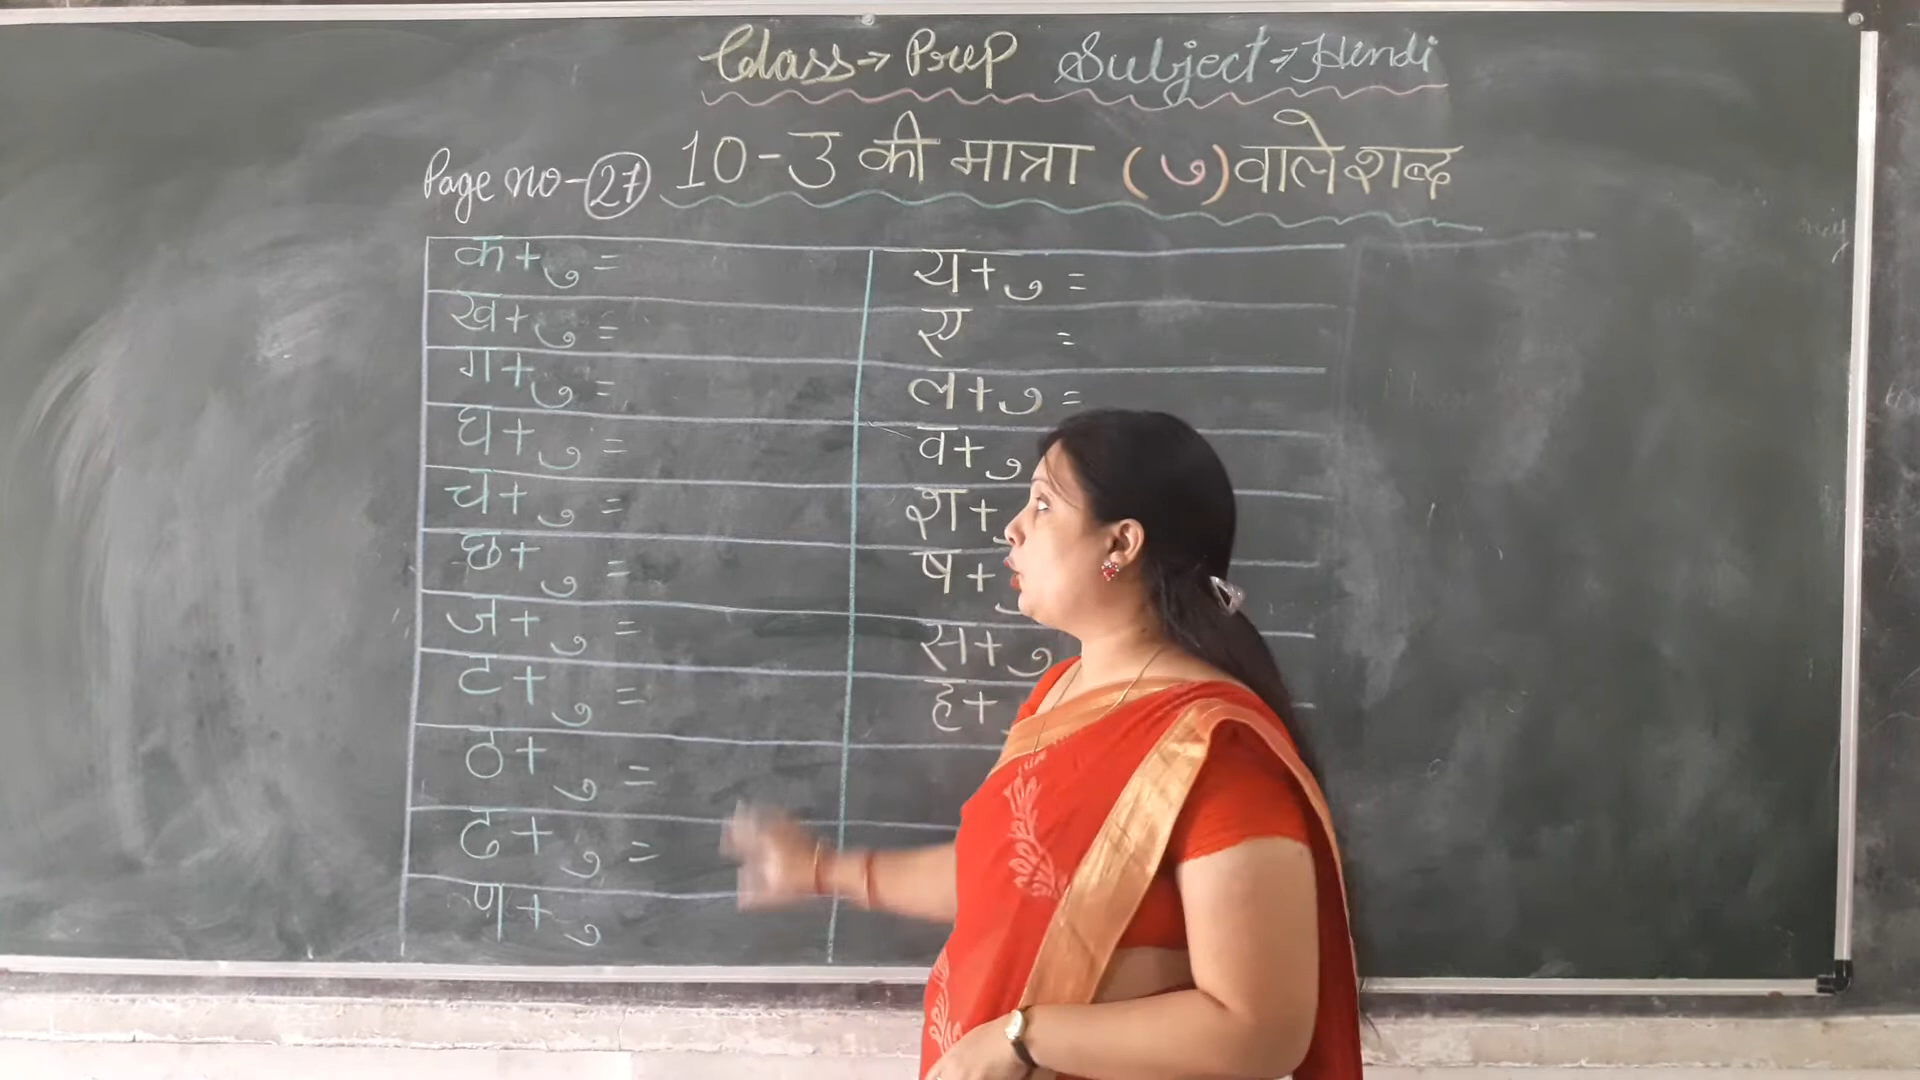 Class → Prep Subject → Hindi
Page no - 27 10 - उ की मात्रा ( ु ) वाले शब्द
क + ु =
ख + ु =
ग + ु =
घ + ु =
च + ु =
छ + ु =
ज + ु =
ट + ु =
ठ + ु =
ढ + ु =
ण + ु
य + ु =
ए =
ल + ु =
व + ु
श + ु
ष + ु
स + ु
ह +